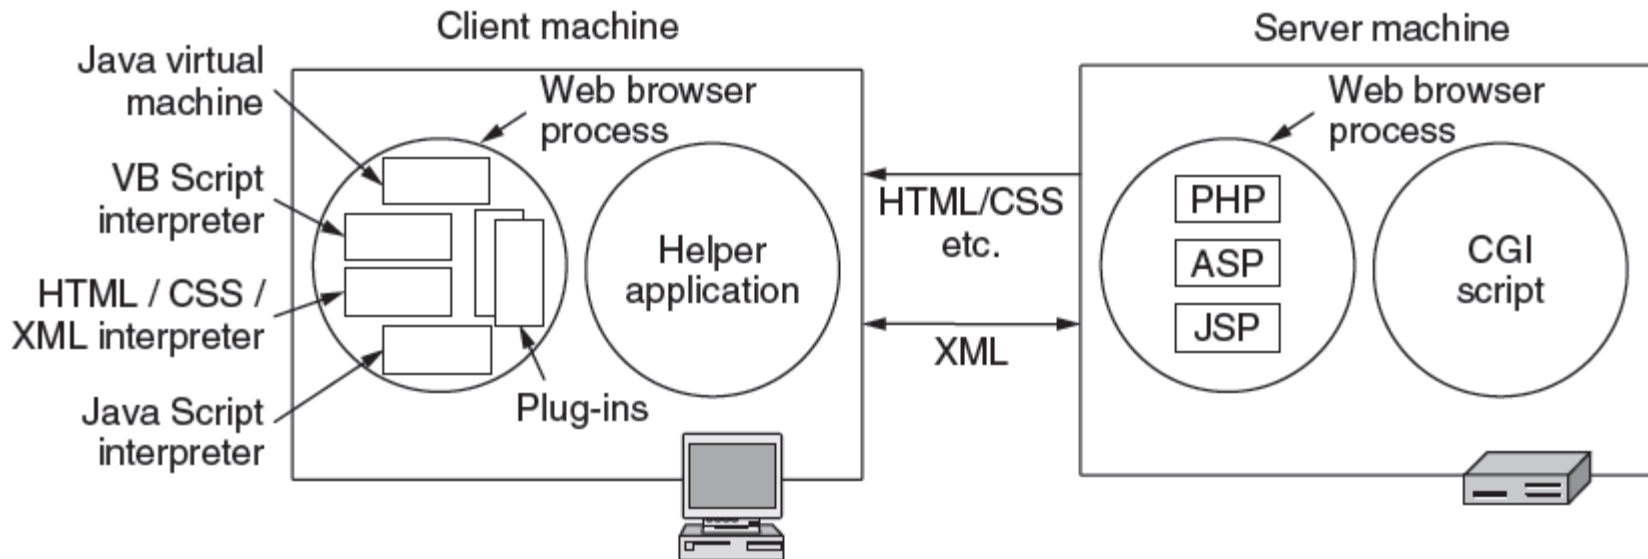 Client machine
Server machine
Java virtual
machine
Web browser
process
VB Script
interpreter
HTML / CSS /
XML interpreter
Java Script
interpreter
Plug-ins
Helper
application
HTML/CSS
etc.
XML
Web browser
process
PHP
ASP
JSP
CGI
script